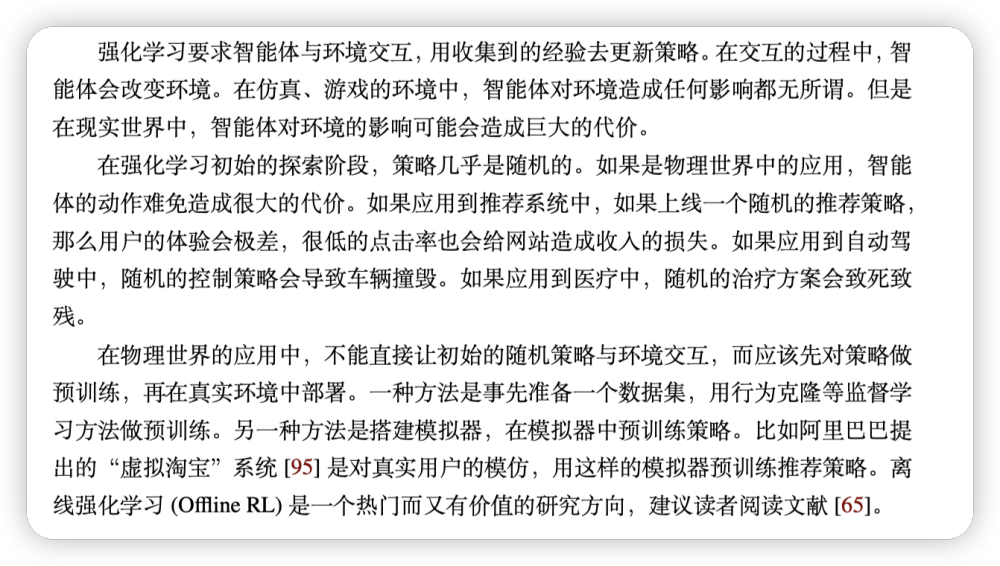 强化学习要求智能体与环境交互，用收集到的经验去更新策略。在交互的过程中，智
能体会改变环境。在仿真、游戏的环境中，智能体对环境造成任何影响都无所谓。但是
在现实世界中，智能体对环境的影响可能会造成巨大的代价。
在强化学习初始的探索阶段，策略几乎是随机的。如果是物理世界中的应用，智能
体的动作难免造成很大的代价。如果应用到推荐系统中，如果上线一个随机的推荐策略，
那么用户的体验会极差，很低的点击率也会给网站造成收入的损失。如果应用到自动驾
驶中，随机的控制策略会导致车辆撞毁。如果应用到医疗中，随机的治疗方案会致死致
残。
在物理世界的应用中，不能直接让初始的随机策略与环境交互，而应该先对策略做
预训练，再在真实环境中部署。一种方法是事先准备一个数据集，用行为克隆等监督学
习方法做预训练。另一种方法是搭建模拟器，在模拟器中预训练策略。比如阿里巴巴提
出的“虚拟淘宝”系统 [95] 是对真实用户的模仿，用这样的模拟器预训练推荐策略。离
线强化学习 (Offline RL) 是一个热门而又有价值的研究方向，建议读者阅读文献 [65]。